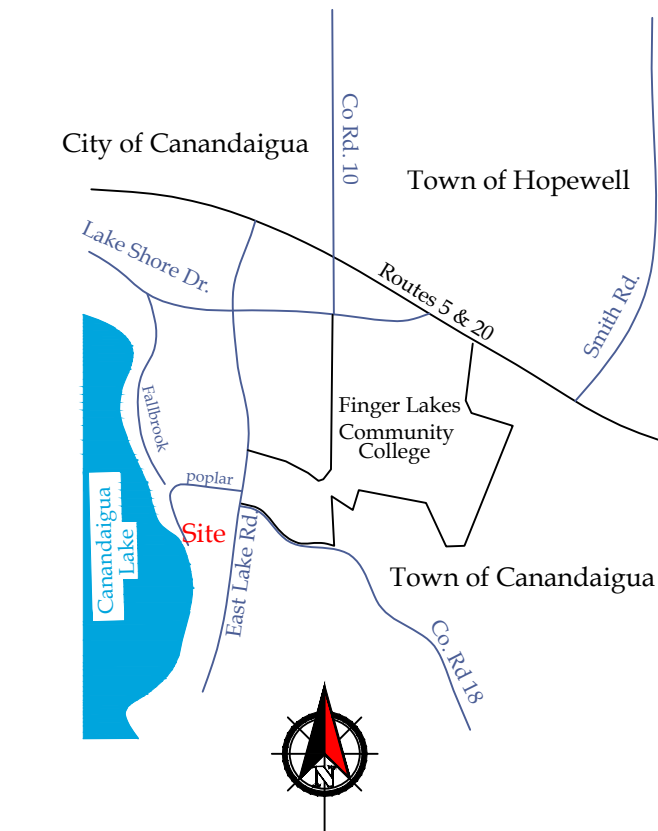 Co Rd. 10
City of Canandaigua
Town of Hopewell
Lake Shore Dr.
Routes 5 & 20
Smith Rd.
Fallbrook
Finger Lakes
Community
College
poplar
Canandaigua
Lake
Site
East Lake Rd.
Town of Canandaigua
Co. Rd 18
N